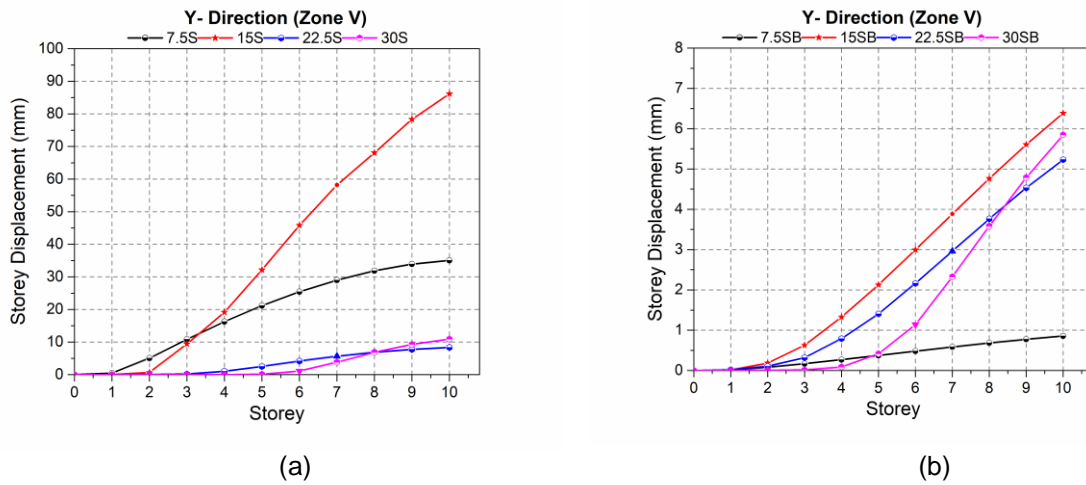 Y- Direction (Zone V)
7.5S 15S 22.5S 30S
100
90
80
70
60
50
40
30
20
10
0
Storey Displacement (mm)
0 1 2 3 4 5 6 7 8 9 10
Storey
(a)
Y- Direction (Zone V)
7.5SB 15SB 22.5SB 30SB
8
7
6
5
4
3
2
1
0
Storey Displacement (mm)
0 1 2 3 4 5 6 7 8 9 10
Storey
(b)